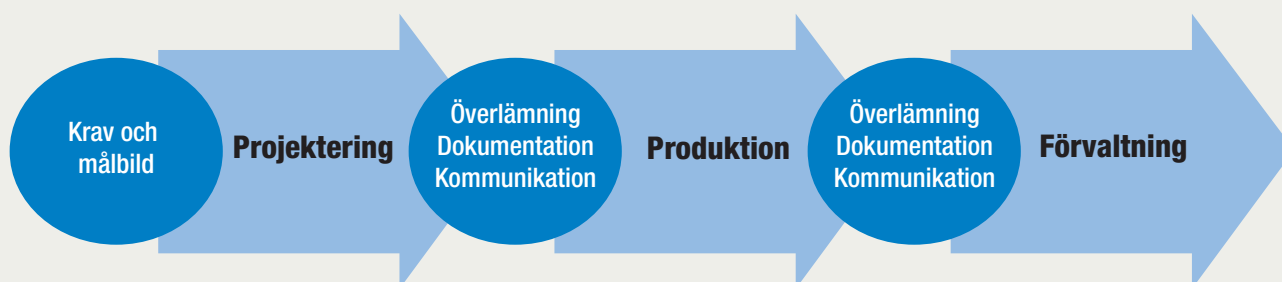 Krav och
målbild
Projektering
Överlämning
Dokumentation
Kommunikation
Produktion
Överlämning
Dokumentation
Kommunikation
Förvaltning